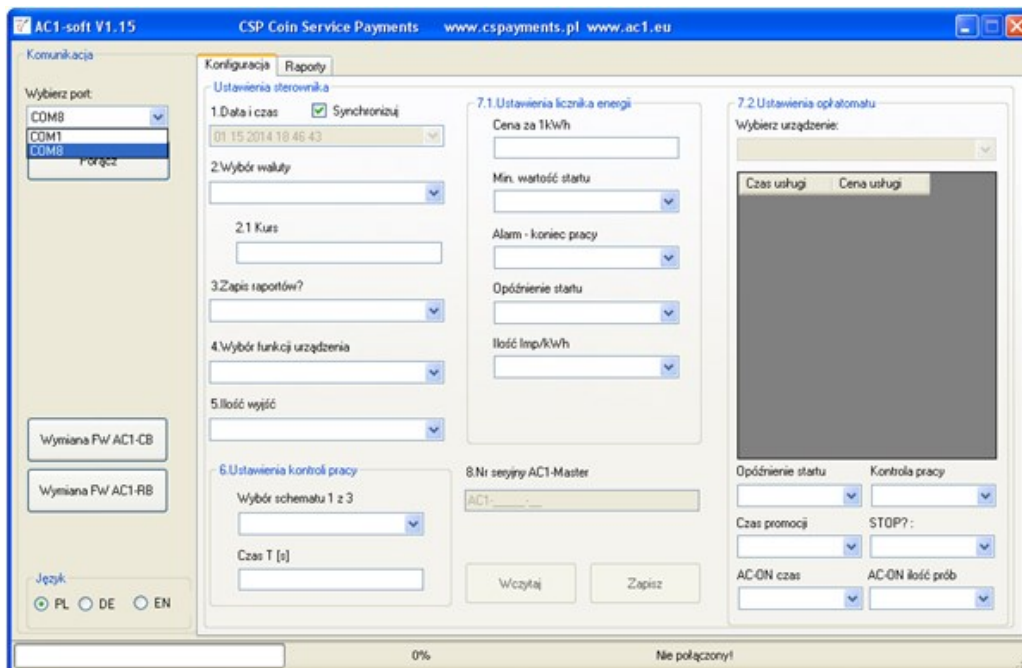 AC1-soft V1.15 CSP Coin Service Payments www.cspayments.pl www.ac1.eu
Komunikacja
Wybierz port:
COM8
COM1
COM8
Połącz
Wymiana FW AC1-CB
Wymiana FW AC1-RB
Język
PL DE EN
Konfiguracja Raporty
Ustawienia sterownika
1.Data i czas Synchronizuj
01 15 2014 18 46 43
2.Wybór waluty
2.1 Kurs
3.Zapis raportów?
4.Wybór funkcji urządzenia
5.Ilość wyjść
6.Ustawienia kontroli pracy
Wybór schematu 1 z 3
Czas T [s]
7.1.Ustawienia licznika energii
Cena za 1kWh
Min. wartość startu
Alarm - koniec pracy
Opóźnienie startu
Ilość Imp/kWh
8.Nr seryjny AC1-Master
AC1-_____-__
Wczytaj Zapisz
7.2.Ustawienia opłatomatu
Wybierz urządzenie:
Czas usługi Cena usługi
Opóźnienie startu Kontrola pracy
Czas promocji STOP? :
AC-ON czas AC-ON ilość prób
0% Nie połączony!